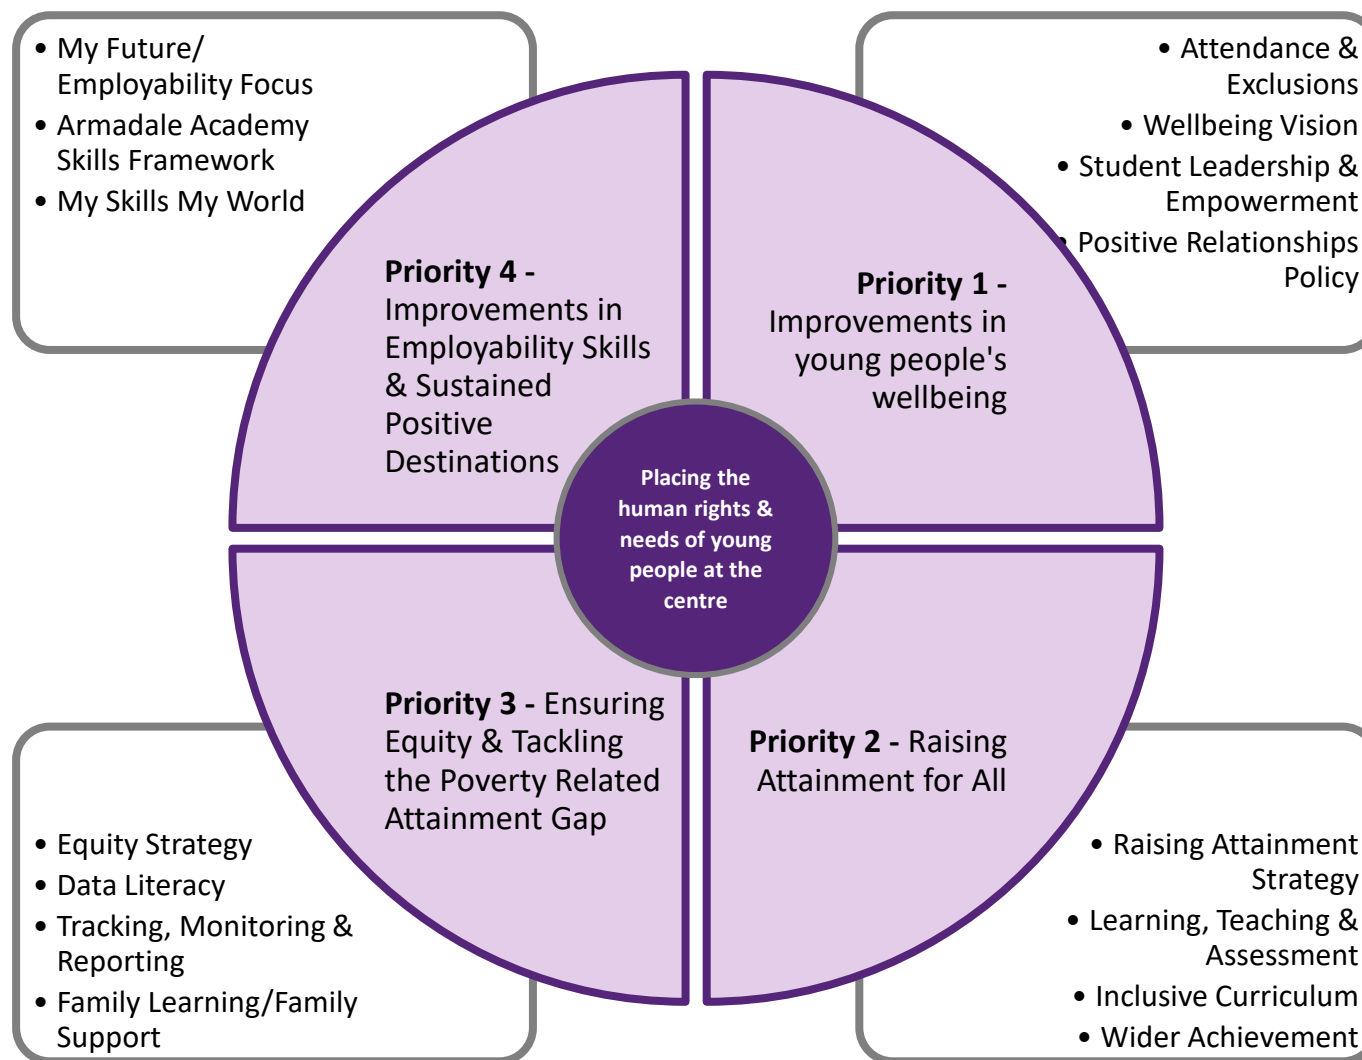 • My Future/
Employability Focus
• Armadale Academy
Skills Framework
• My Skills My World
• Attendance &
Exclusions
• Wellbeing Vision
• Student Leadership &
Empowerment
• Positive Relationships
Policy
Priority 4 -
Improvements in
Employability Skills
& Sustained
Positive
Destinations
Priority 1 -
Improvements in
young people's
wellbeing
Placing the
human rights &
needs of young
people at the
centre
Priority 3 - Ensuring
Equity & Tackling
the Poverty Related
Attainment Gap
Priority 2 - Raising
Attainment for All
• Equity Strategy
• Data Literacy
• Tracking, Monitoring &
Reporting
• Family Learning/Family
Support
• Raising Attainment
Strategy
• Learning, Teaching &
Assessment
• Inclusive Curriculum
• Wider Achievement